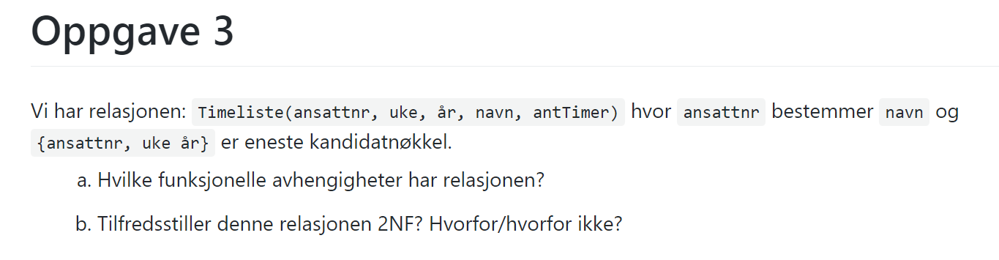 Oppgave 3
Vi har relasjonen: Timeliste(ansattnr, uke, år, navn, antTimer) hvor ansattnr bestemmer navn og
{ansattnr, uke år} er eneste kandidatnøkkel.
a. Hvilke funksjonelle avhengigheter har relasjonen?
b. Tilfredsstiller denne relasjonen 2NF? Hvorfor/hvorfor ikke?